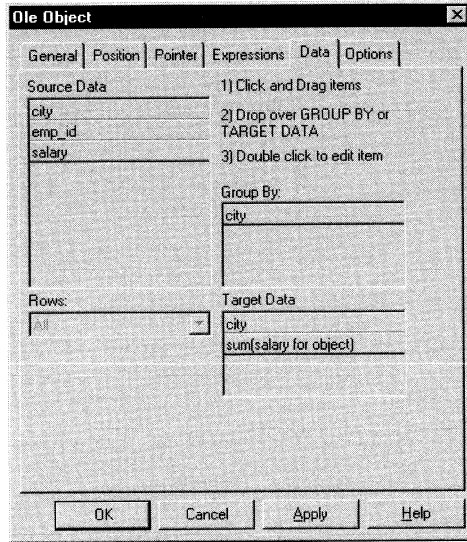 Ole Object
General Position Pointer Expressions Data Options
Source Data
city
emp_id
salary
1) Click and Drag items
2) Drop over GROUP BY or
TARGET DATA
3) Double click to edit item
Group By:
city
Rows:
All
Target Data
city
sum(salary for object)
OK Cancel Apply Help